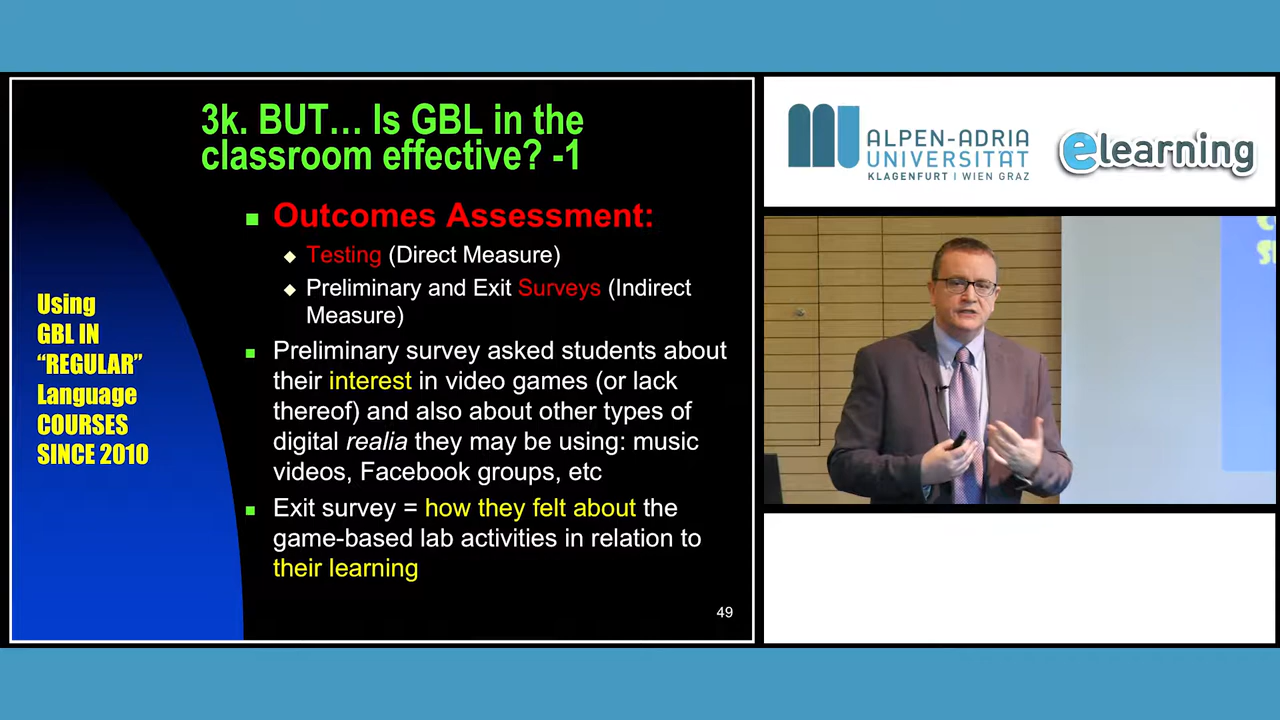 3k. BUT… Is GBL in the
classroom effective? -1
Outcomes Assessment:
Testing (Direct Measure)
Preliminary and Exit Surveys (Indirect
Measure)
Preliminary survey asked students about
their interest in video games (or lack
thereof) and also about other types of
digital realia they may be using: music
videos, Facebook groups, etc
Exit survey = how they felt about the
game-based lab activities in relation to
their learning
49
Using
GBL IN
“REGULAR”
Language
COURSES
SINCE 2010
ALPEN-ADRIA
UNIVERSITÄT
KLAGENFURT | WIEN GRAZ
elearning